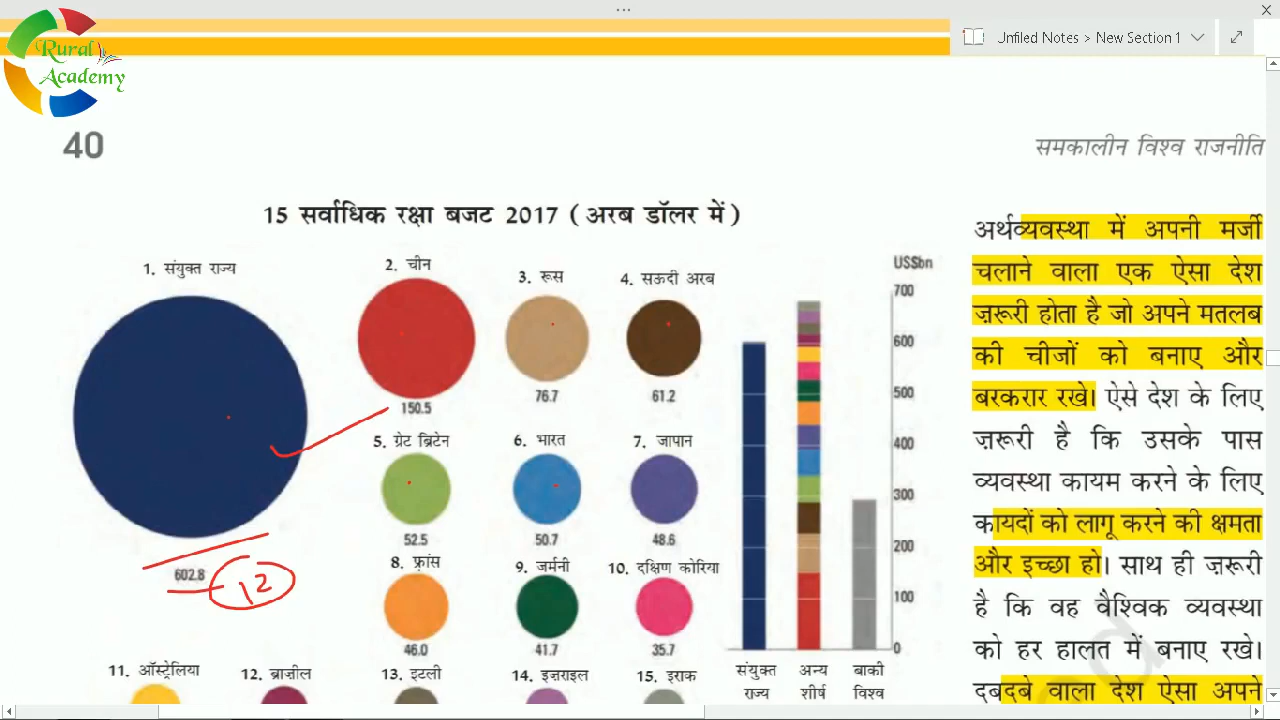 Rural
Academy
Jnfiled Notes > New Section 1
40
समकालीन विश्व राजनीति
15 सर्वाधिक रक्षा बजट 2017 (अरब डॉलर में)
1. संयुक्त राज्य
602.8
12
2. चीन
150.5
3. रूस
76.7
4. सऊदी अरब
61.2
5. ग्रेट ब्रिटेन
52.5
6. भारत
50.7
7. जापान
48.6
8. फ़्रांस
46.0
9. जर्मनी
41.7
10. दक्षिण कोरिया
35.7
11. ऑस्ट्रेलिया
12. ब्राजील
13. इटली
14. इज़राइल
15. इराक
US$bn
700
600
500
400
300
200
100
0
संयुक्त राज्य
अन्य शीर्ष
बाकी विश्व
अर्थव्यवस्था में अपनी मर्जी
चलाने वाला एक ऐसा देश
ज़रूरी होता है जो अपने मतलब
की चीजों को बनाए और
बरकरार रखे। ऐसे देश के लिए
ज़रूरी है कि उसके पास
व्यवस्था कायम करने के लिए
कायदों को लागू करने की क्षमता
और इच्छा हो। साथ ही ज़रूरी
है कि वह वैश्विक व्यवस्था
को हर हालत में बनाए रखे।
दबदबे वाला देश ऐसा अपने